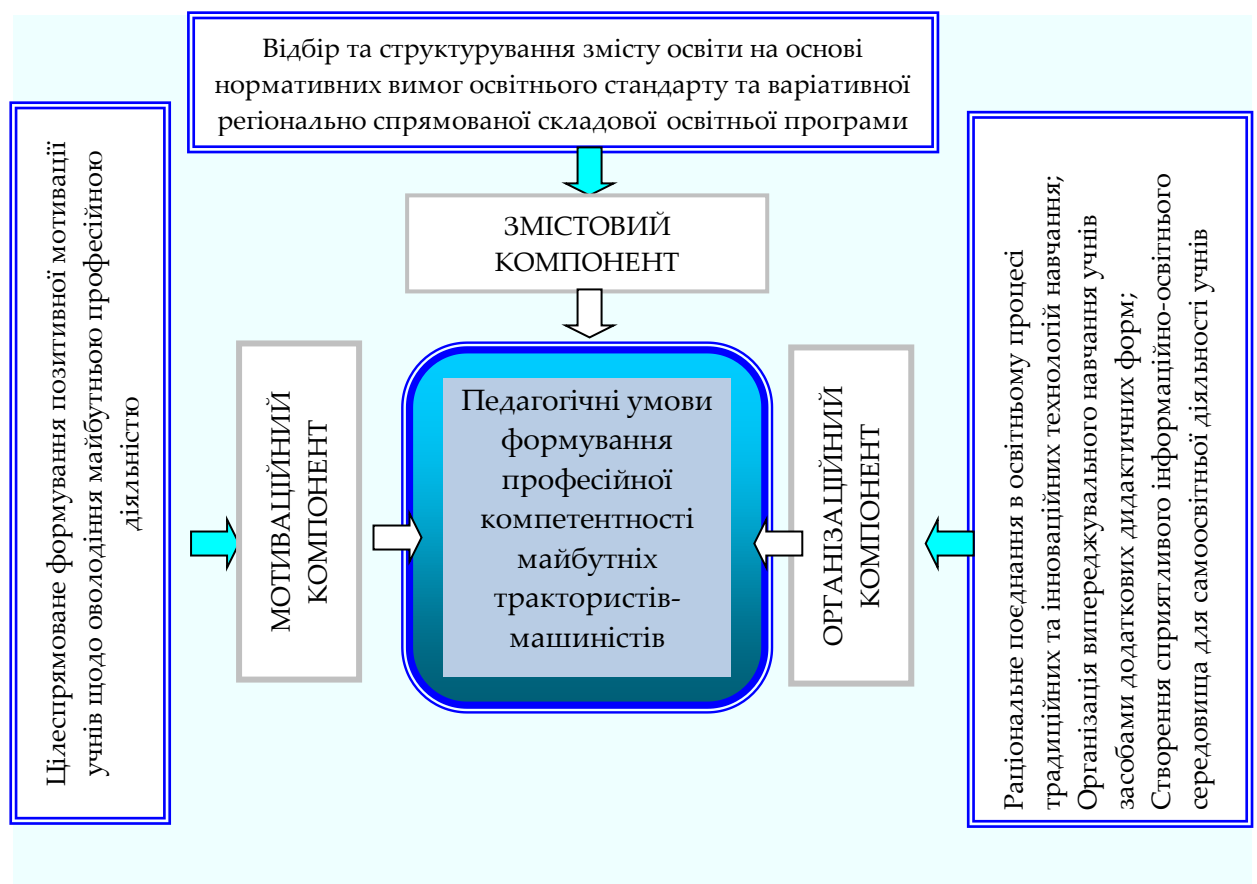 Відбір та структурування змісту освіти на основі
нормативних вимог освітнього стандарту та варіативної
регіонально спрямованої складової освітньої програми
ЗМІСТОВИЙ
КОМПОНЕНТ
Цілеспрямоване формування позитивної мотивації
учнів щодо оволодіння майбутньою професійною
діяльністю
МОТИВАЦІЙНИЙ
КОМПОНЕНТ
Педагогічні умови
формування
професійної
компетентності
майбутніх
трактористів-
машиністів
ОРГАНІЗАЦІЙНИЙ
КОМПОНЕНТ
Раціональне поєднання в освітньому процесі
традиційних та інноваційних технологій навчання;
Організація випереджувального навчання учнів
засобами додаткових дидактичних форм;
Створення сприятливого інформаційно-освітнього
середовища для самоосвітньої діяльності учнів